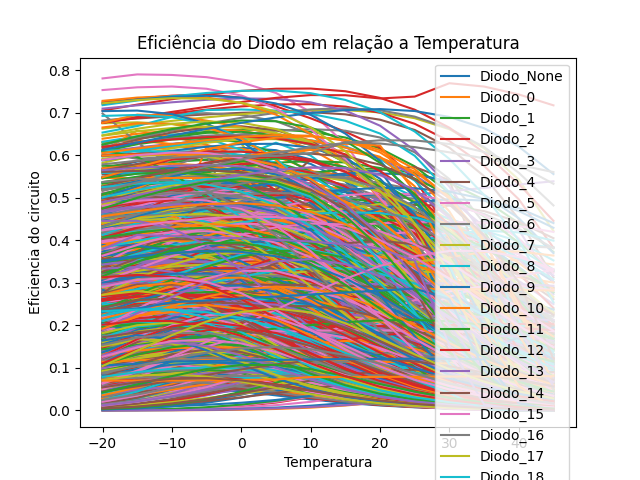 Eficiência do Diodo em relação a Temperatura
Eficiencia do circuito
0.8
0.7
0.6
0.5
0.4
0.3
0.2
0.1
0.0
−20
−10
0
10
20
30
40
Temperatura
Diodo_None
Diodo_0
Diodo_1
Diodo_2
Diodo_3
Diodo_4
Diodo_5
Diodo_6
Diodo_7
Diodo_8
Diodo_9
Diodo_10
Diodo_11
Diodo_12
Diodo_13
Diodo_14
Diodo_15
Diodo_16
Diodo_17
Diodo_18